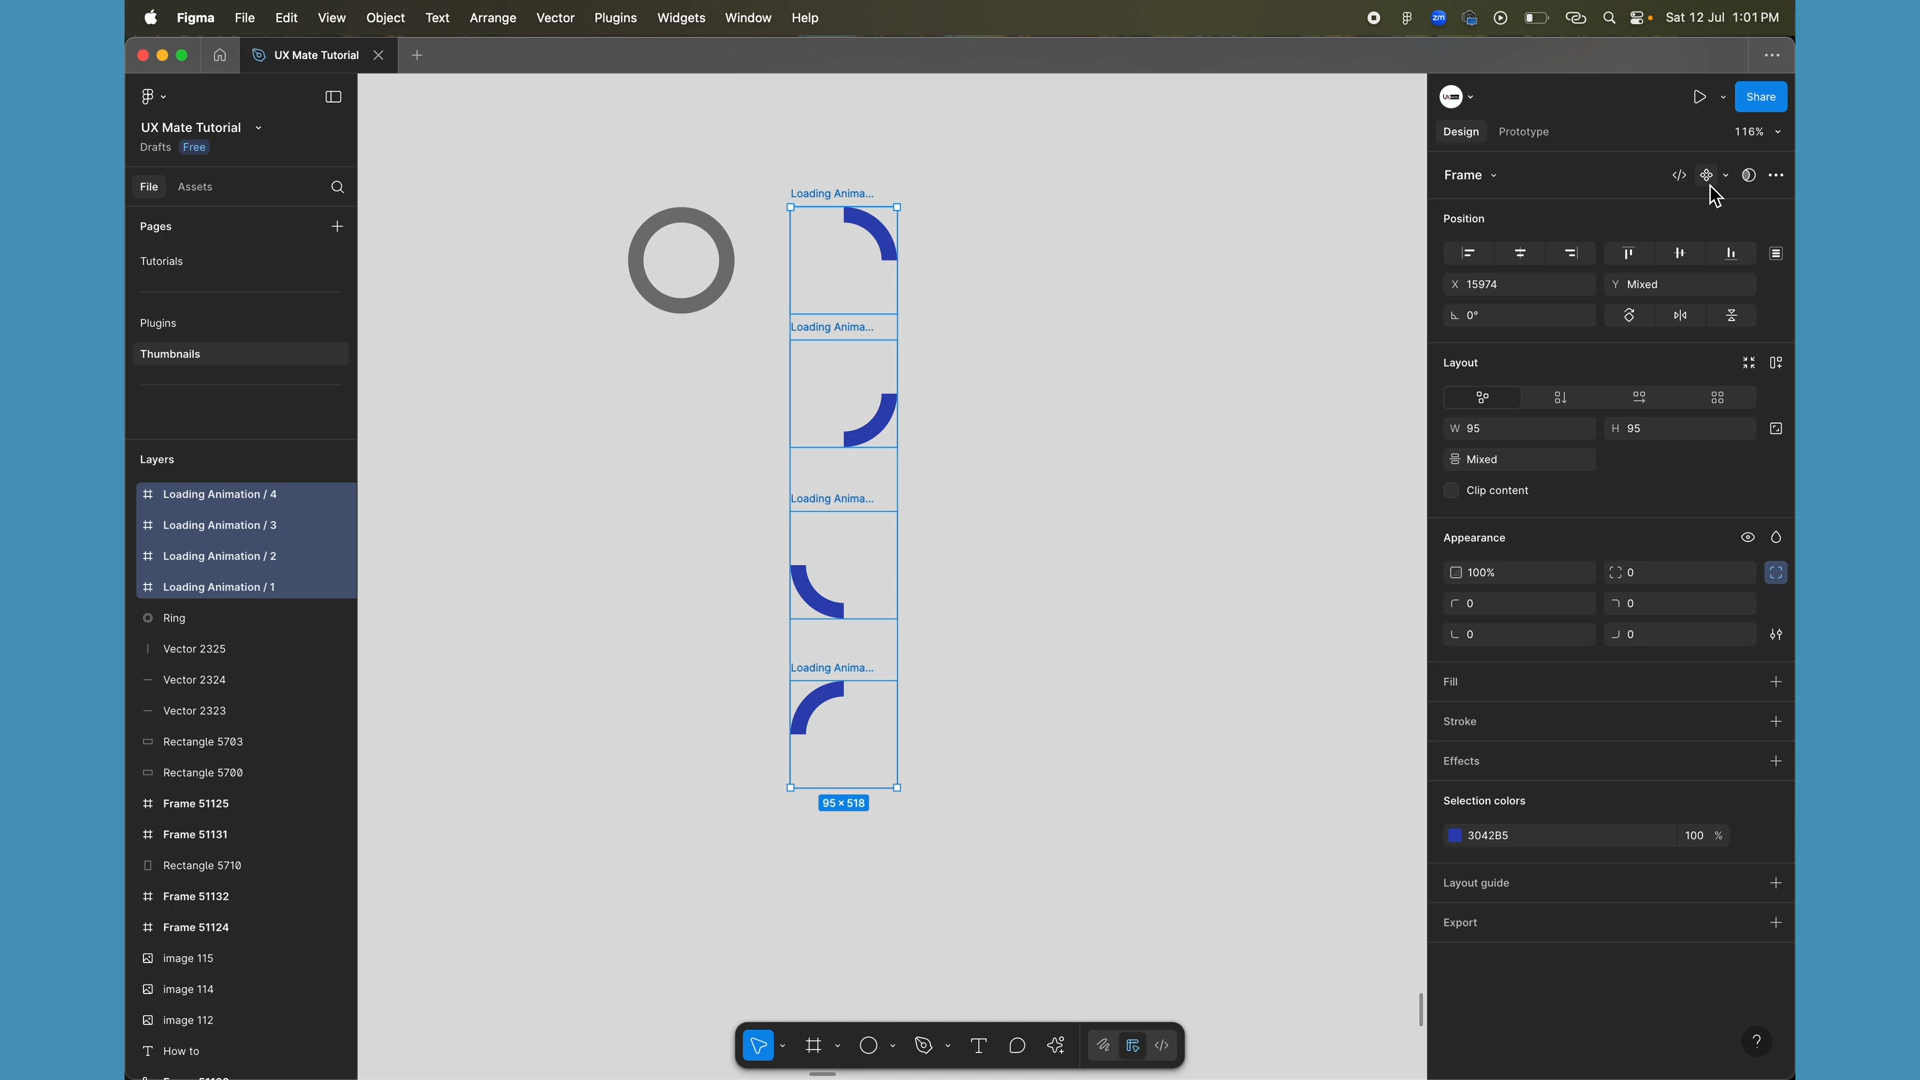 Figma File Edit View Object Text Arrange Vector Plugins Widgets Window Help
zm
Sat 12 Jul 1:01 PM
UX Mate Tutorial
UX Mate Tutorial
Drafts Free
File Assets
Pages
Tutorials
Plugins
Thumbnails
Layers
Loading Animation / 4
Loading Animation / 3
Loading Animation / 2
Loading Animation / 1
Ring
Vector 2325
Vector 2324
Vector 2323
Rectangle 5703
Rectangle 5700
Frame 51125
Frame 51131
Rectangle 5710
Frame 51132
Frame 51124
image 115
image 114
image 112
How to
Loading Anima...
Loading Anima...
Loading Anima...
Loading Anima...
95 × 518
Share
Design Prototype 116%
Frame
Position
X 15974 Y Mixed
0°
Layout
W 95 H 95
Mixed
Clip content
Appearance
100% 0
0 0
0 0
Fill
Stroke
Effects
Selection colors
3042B5 100 %
Layout guide
Export
?